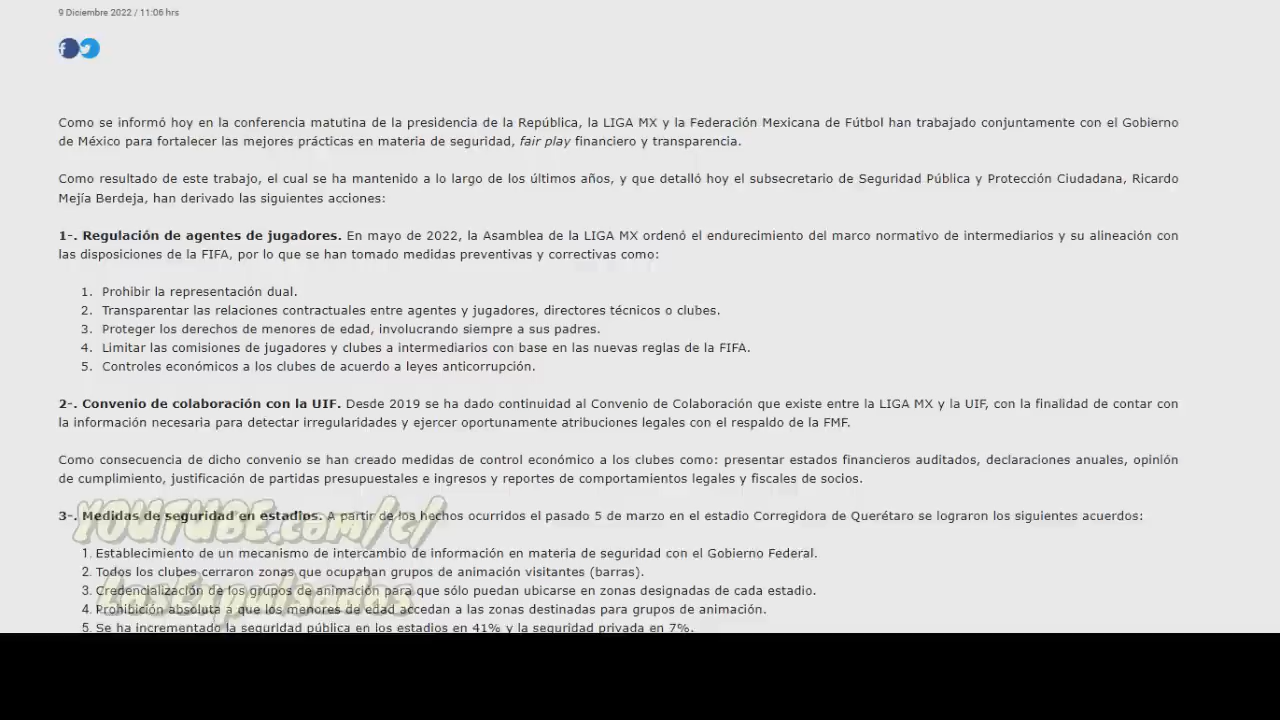 9 Diciembre 2022 / 11:06 hrs
Como se informó hoy en la conferencia matutina de la presidencia de la República, la LIGA MX y la Federación Mexicana de Fútbol han trabajado conjuntamente con el Gobierno
de México para fortalecer las mejores prácticas en materia de seguridad, fair play financiero y transparencia.
Como resultado de este trabajo, el cual se ha mantenido a lo largo de los últimos años, y que detalló hoy el subsecretario de Seguridad Pública y Protección Ciudadana, Ricardo
Mejía Berdeja, han derivado las siguientes acciones:
1-. Regulación de agentes de jugadores. En mayo de 2022, la Asamblea de la LIGA MX ordenó el endurecimiento del marco normativo de intermediarios y su alineación con
las disposiciones de la FIFA, por lo que se han tomado medidas preventivas y correctivas como:
1. Prohibir la representación dual.
2. Transparentar las relaciones contractuales entre agentes y jugadores, directores técnicos o clubes.
3. Proteger los derechos de menores de edad, involucrando siempre a sus padres.
4. Limitar las comisiones de jugadores y clubes a intermediarios con base en las nuevas reglas de la FIFA.
5. Controles económicos a los clubes de acuerdo a leyes anticorrupción.
2-. Convenio de colaboración con la UIF. Desde 2019 se ha dado continuidad al Convenio de Colaboración que existe entre la LIGA MX y la UIF, con la finalidad de contar con
la información necesaria para detectar irregularidades y ejercer oportunamente atribuciones legales con el respaldo de la FMF.
Como consecuencia de dicho convenio se han creado medidas de control económico a los clubes como: presentar estados financieros auditados, declaraciones anuales, opinión
de cumplimiento, justificación de partidas presupuestales e ingresos y reportes de comportamientos legales y fiscales de socios.
3-. Medidas de seguridad en estadios. A partir de los hechos ocurridos el pasado 5 de marzo en el estadio Corregidora de Querétaro se lograron los siguientes acuerdos:
YOUTUBE.com/c/
1. Establecimiento de un mecanismo de intercambio de información en materia de seguridad con el Gobierno Federal.
2. Todos los clubes cerraron zonas que ocupaban grupos de animación visitantes (barras).
3. Credencialización de los grupos de animación para que sólo puedan ubicarse en zonas designadas de cada estadio.
LosExpulsados
4. Prohibición absoluta a que los menores de edad accedan a las zonas destinadas para grupos de animación.
5. Se ha incrementado la seguridad pública en los estadios en 41% y la seguridad privada en 7%.